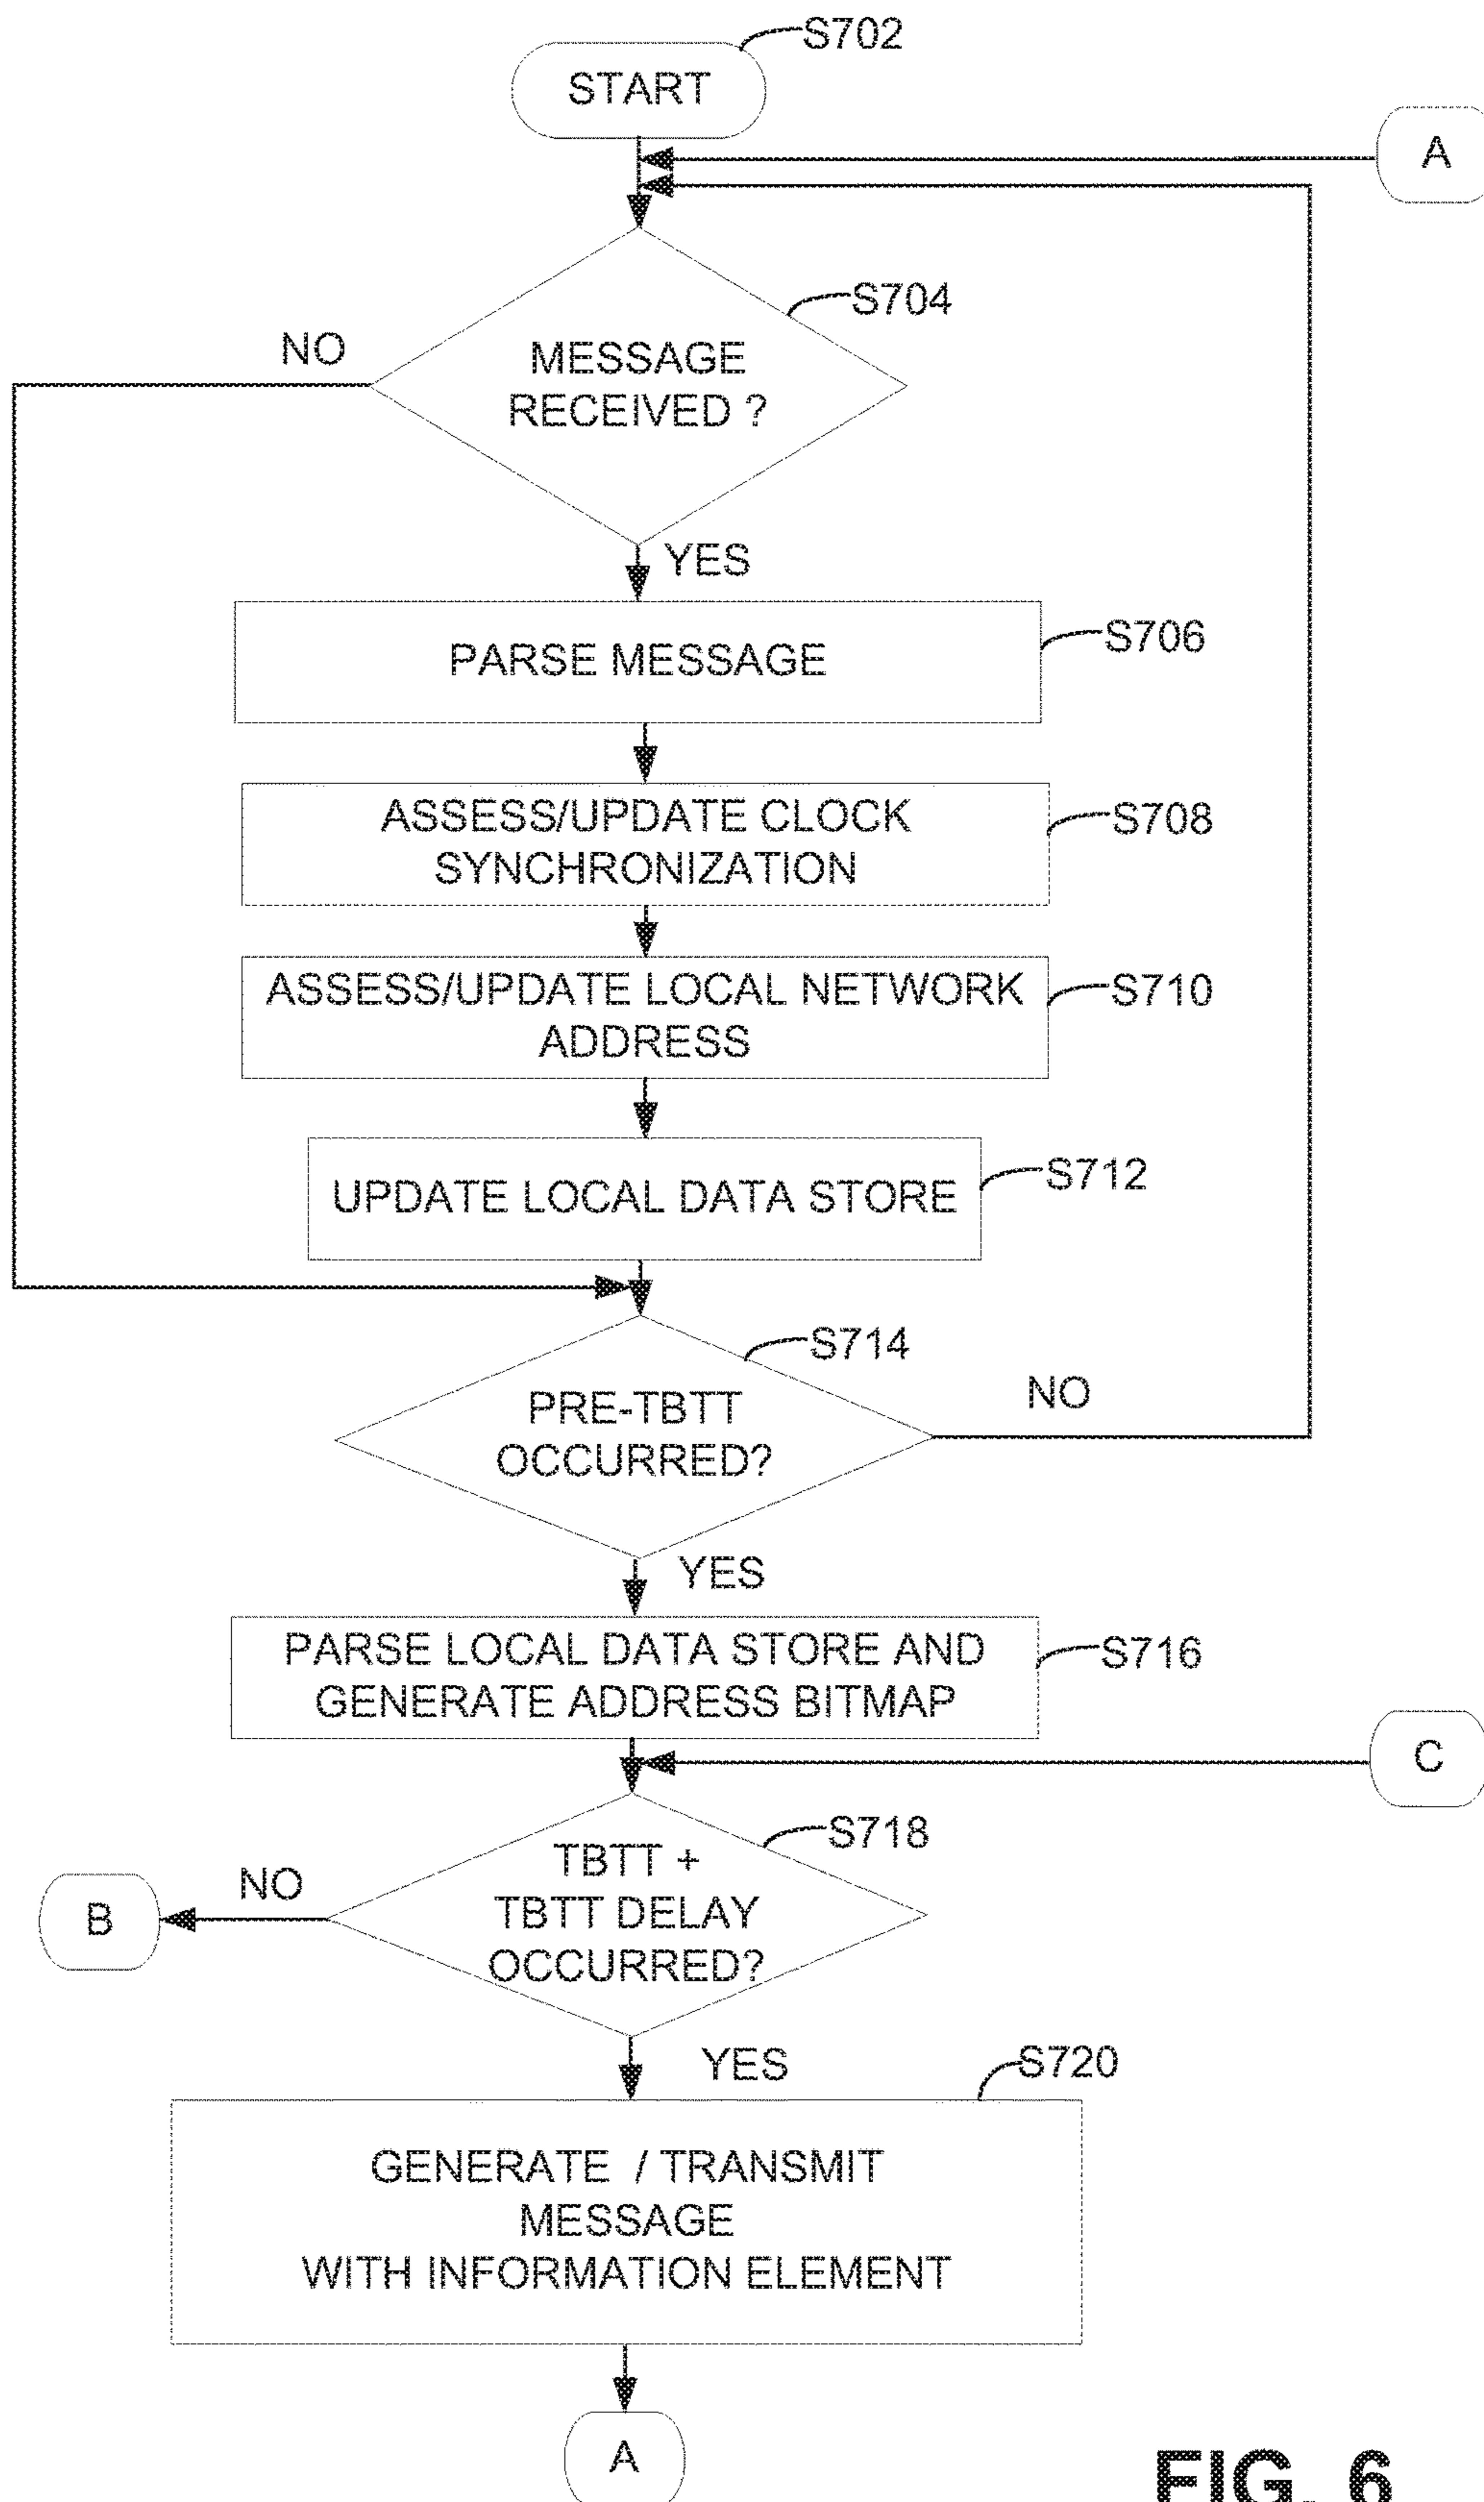 S702
START
A
S704
NO
MESSAGE
RECEIVED ?
YES
PARSE MESSAGE
S706
ASSESS/UPDATE CLOCK
SYNCHRONIZATION
S708
ASSESS/UPDATE LOCAL NETWORK
ADDRESS
S710
UPDATE LOCAL DATA STORE
S712
S714
PRE-TBTT
OCCURRED?
NO
YES
PARSE LOCAL DATA STORE AND
GENERATE ADDRESS BITMAP
S716
C
S718
TBTT +
TBTT DELAY
OCCURRED?
NO
B
YES
S720
GENERATE / TRANSMIT
MESSAGE
WITH INFORMATION ELEMENT
A
FIG. 6